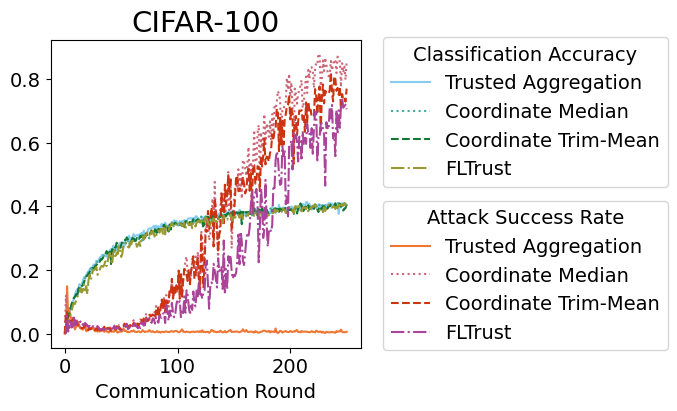 CIFAR-100
0.8
0.6
0.4
0.2
0.0
0
100
200
Communication Round
Classification Accuracy
Trusted Aggregation
Coordinate Median
Coordinate Trim-Mean
FLTrust
Attack Success Rate
Trusted Aggregation
Coordinate Median
Coordinate Trim-Mean
FLTrust